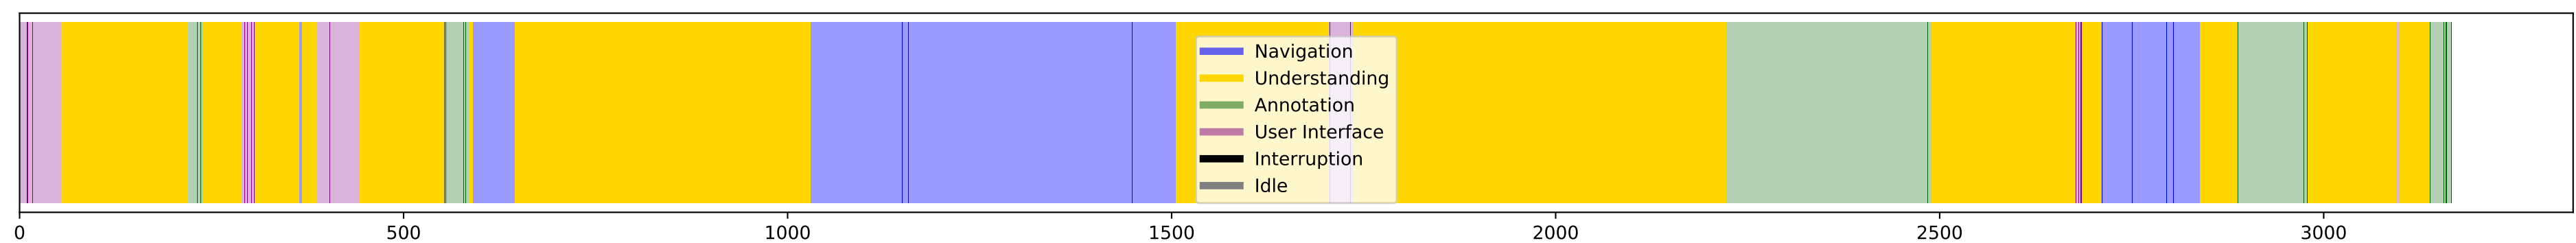 Navigation
Understanding
Annotation
User Interface
Interruption
Idle
0 500 1000 1500 2000 2500 3000